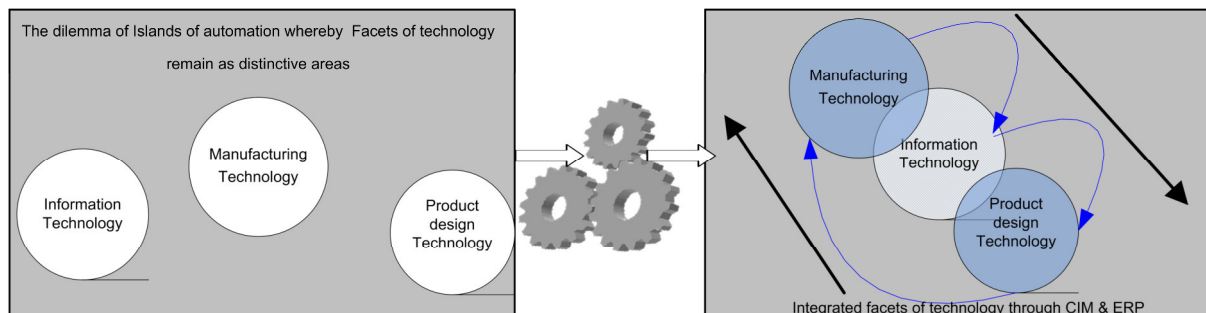 The dilemma of Islands of automation whereby Facets of technology
remain as distinctive areas
Information
Technology
Manufacturing
Technology
Product
design
Technology
Manufacturing
Technology
Information
Technology
Product
design
Technology
Integrated facets of technology through CIM & ERP